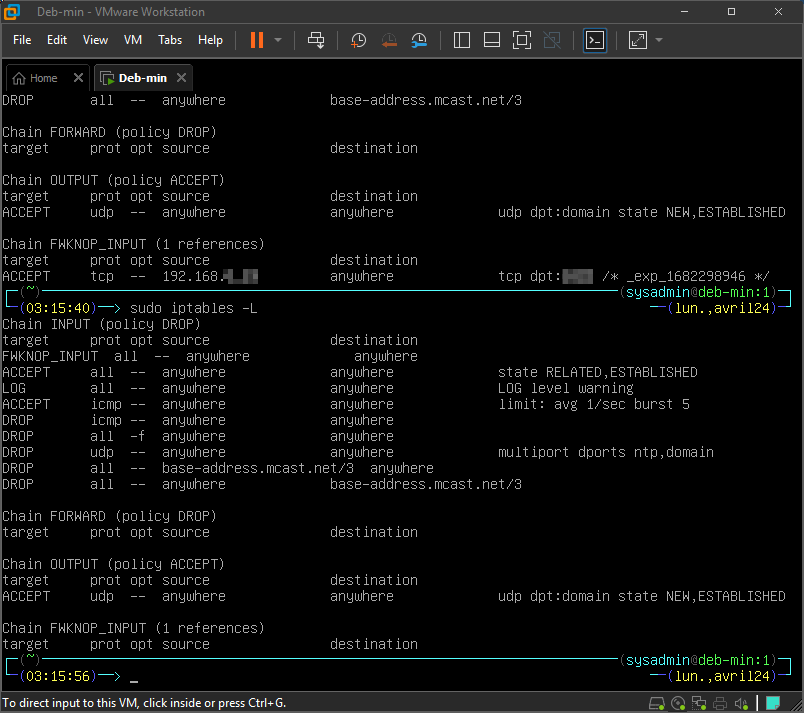 Deb-min - VMware Workstation
File Edit View VM Tabs Help
Home Deb-min
DROP all -- anywhere base-address.mcast.net/3
Chain FORWARD (policy DROP)
target prot opt source destination
Chain OUTPUT (policy ACCEPT)
target prot opt source destination
ACCEPT udp -- anywhere anywhere udp dpt:domain state NEW,ESTABLISHED
Chain FWKNOP_INPUT (1 references)
target prot opt source destination
ACCEPT tcp -- 192.168. anywhere tcp dpt: /* _exp_1682298946 */
(~) (sysadmin@deb-min:1)
(03:15:40)──> sudo iptables -L (lun.,avril24)
Chain INPUT (policy DROP)
target prot opt source destination
FWKNOP_INPUT all -- anywhere anywhere
ACCEPT all -- anywhere anywhere state RELATED,ESTABLISHED
LOG all -- anywhere anywhere LOG level warning
ACCEPT icmp -- anywhere anywhere limit: avg 1/sec burst 5
DROP icmp -- anywhere anywhere
DROP all -f anywhere anywhere
DROP udp -- anywhere anywhere multiport dports ntp,domain
DROP all -- base-address.mcast.net/3 anywhere
DROP all -- anywhere base-address.mcast.net/3
Chain FORWARD (policy DROP)
target prot opt source destination
Chain OUTPUT (policy ACCEPT)
target prot opt source destination
ACCEPT udp -- anywhere anywhere udp dpt:domain state NEW,ESTABLISHED
Chain FWKNOP_INPUT (1 references)
target prot opt source destination
(~) (sysadmin@deb-min:1)
(03:15:56)──> _ (lun.,avril24)
To direct input to this VM, click inside or press Ctrl+G.